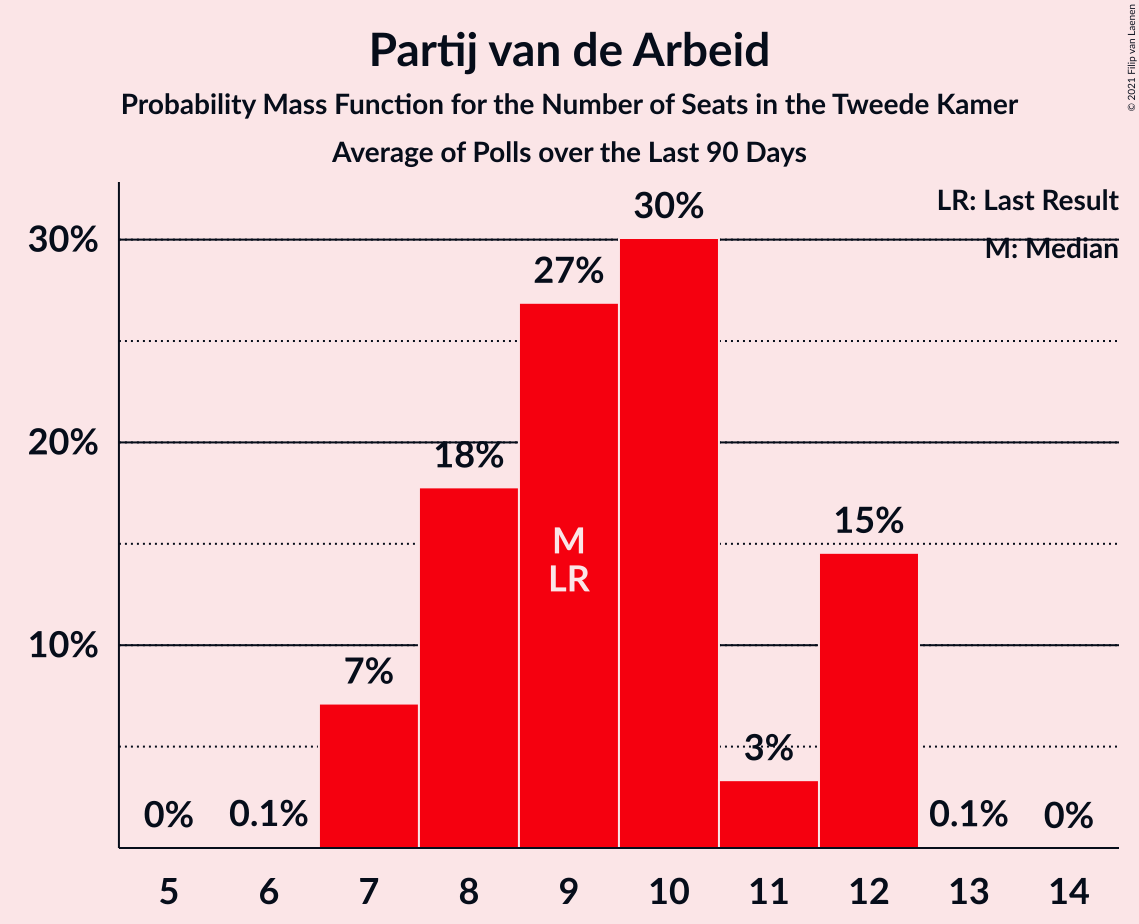 Partij van de Arbeid
Probability Mass Function for the Number of Seats in the Tweede Kamer
Average of Polls over the Last 90 Days
© 2021 Filip van Laenen
LR: Last Result
M: Median
30%
20%
10%
0%
0.1%
7%
18%
27%
30%
3%
15%
0.1%
0%
M
LR
5 6 7 8 9 10 11 12 13 14